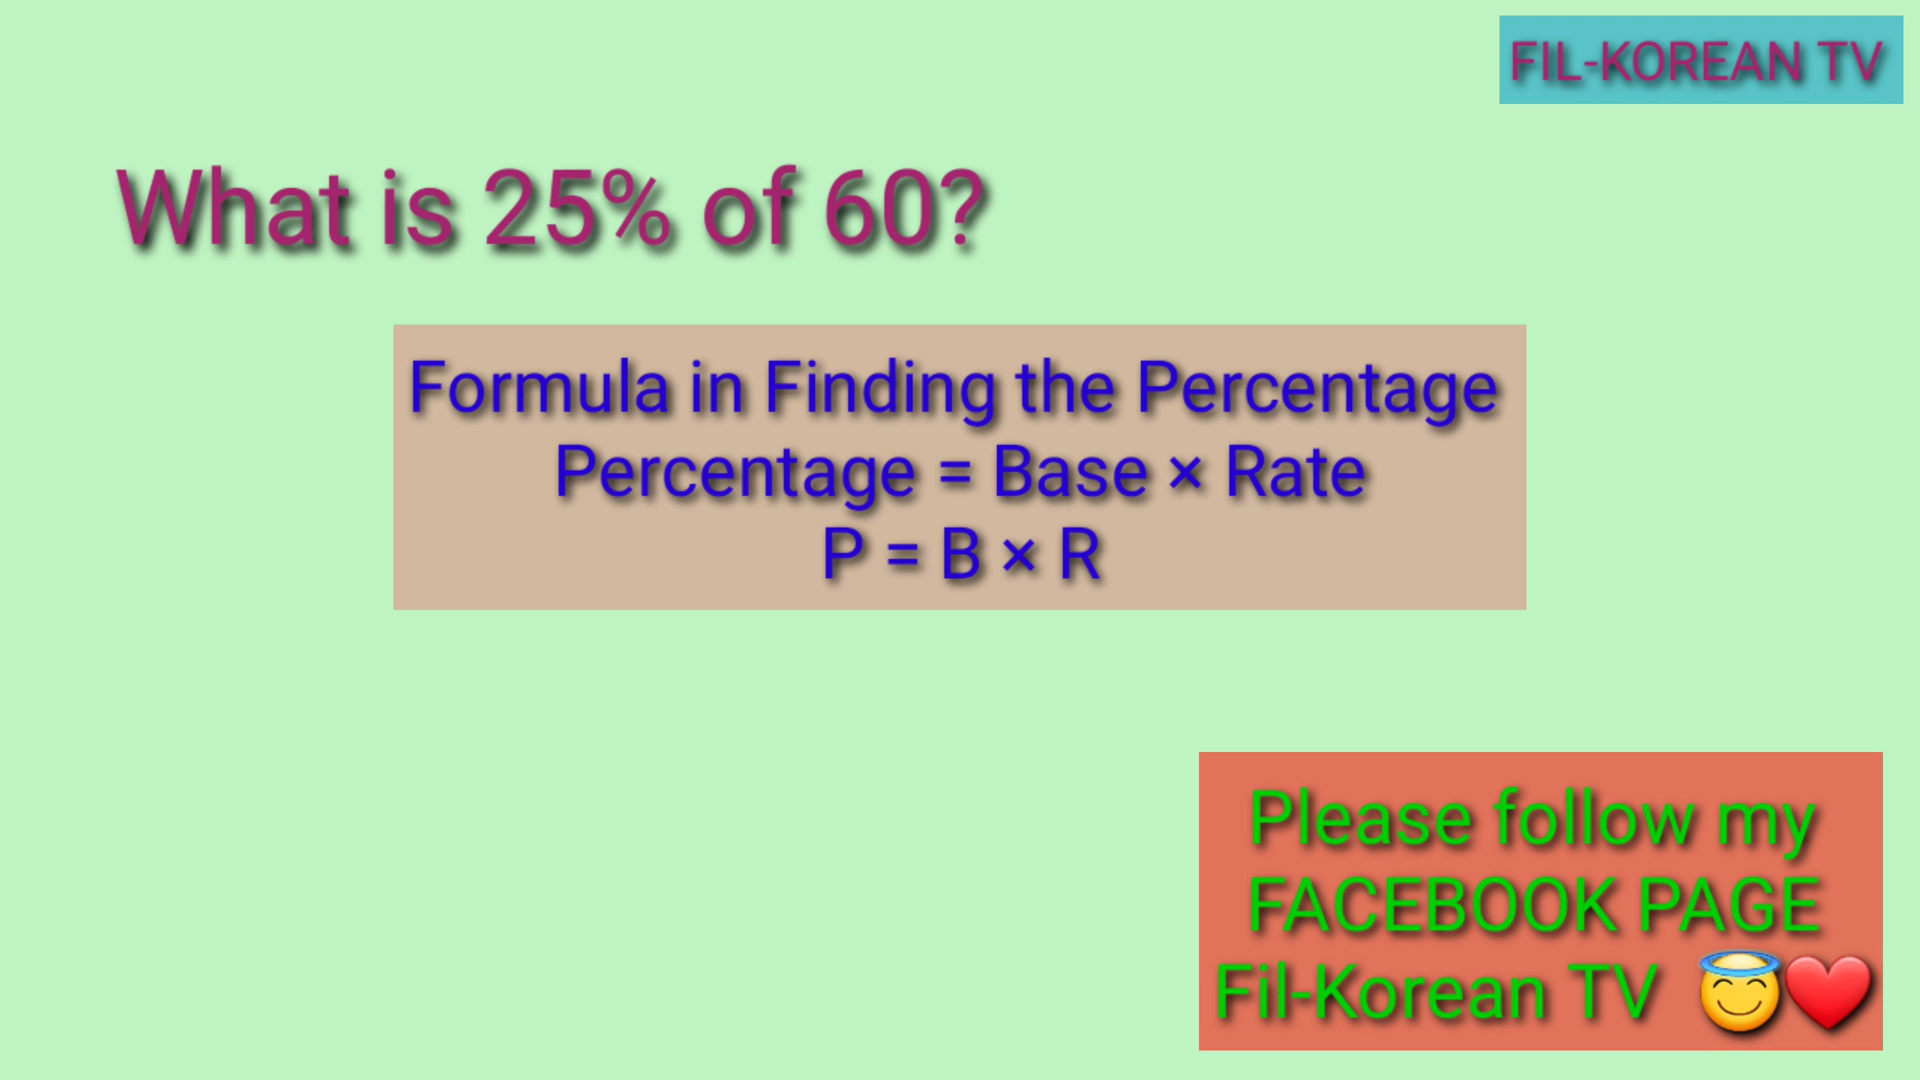 FIL-KOREAN TV
What is 25% of 60?
Formula in Finding the Percentage
Percentage = Base × Rate
P = B × R
Please follow my
FACEBOOK PAGE
Fil-Korean TV 😇❤️